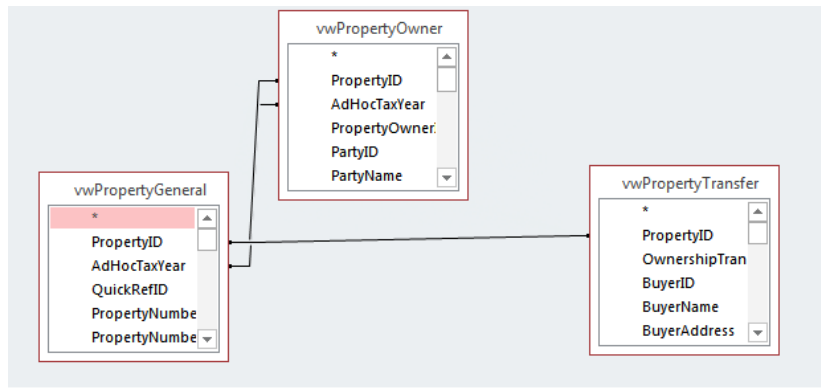 vwPropertyOwner
*
PropertyID
AdHocTaxYear
PropertyOwner
PartyID
PartyName
vwPropertyGeneral
*
PropertyID
AdHocTaxYear
QuickRefID
PropertyNumbe
PropertyNumbe
vwPropertyTransfer
*
PropertyID
OwnershipTran
BuyerID
BuyerName
BuyerAddress